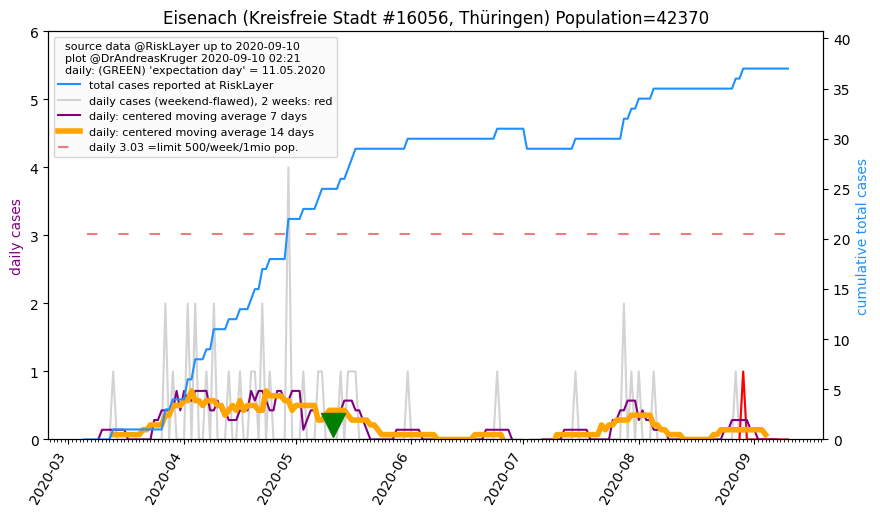 Eisenach (Kreisfreie Stadt #16056, Thüringen) Population=42370
source data @RiskLayer up to 2020-09-10
plot @DrAndreasKruger 2020-09-10 02:21
daily: (GREEN) 'expectation day' = 11.05.2020
total cases reported at RiskLayer
daily cases (weekend-flawed), 2 weeks: red
daily: centered moving average 7 days
daily: centered moving average 14 days
daily 3.03 =limit 500/week/1mio pop.
daily cases
6
5
4
3
2
1
0
cumulative total cases
40
35
30
25
20
15
10
5
0
2020-03
2020-04
2020-05
2020-06
2020-07
2020-08
2020-09